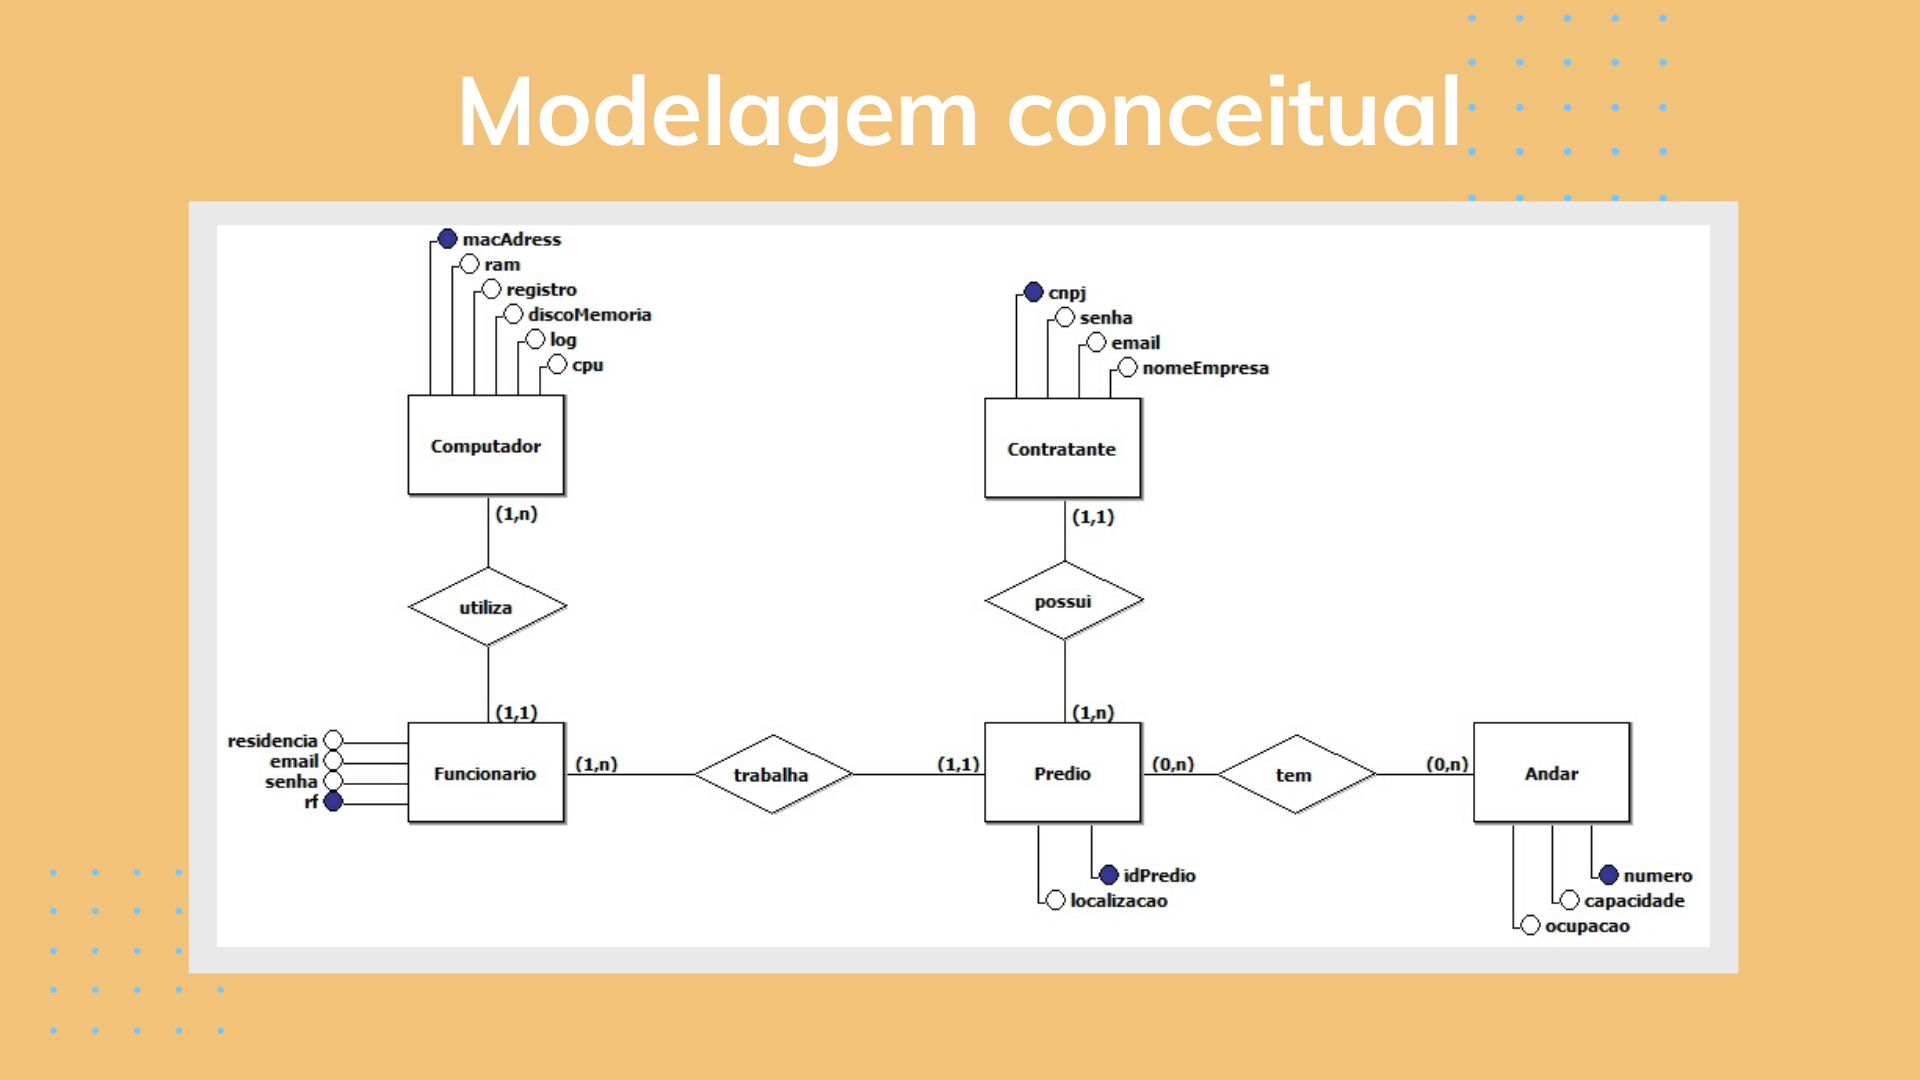 Modelagem conceitual
macAdress
ram
registro
discoMemoria
log
cpu
Computador
(1,n)
utiliza
(1,1)
cnpj
senha
email
nomeEmpresa
Contratante
(1,1)
possui
(1,n)
residencia
email
senha
rf
Funcionario
(1,n)
trabalha
(1,1)
Predio
(0,n)
tem
(0,n)
Andar
idPredio
localizacao
numero
capacidade
ocupacao